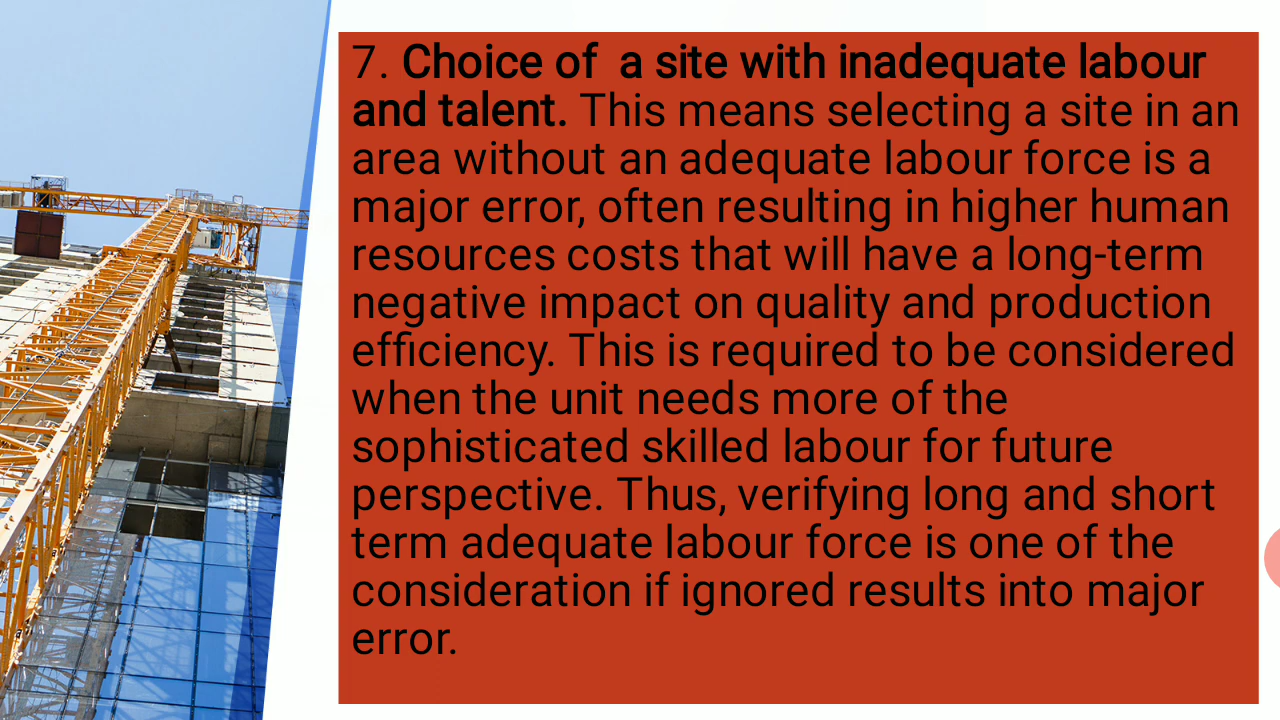 7. Choice of  a site with inadequate labour
and talent. This means selecting a site in an
area without an adequate labour force is a
major error, often resulting in higher human
resources costs that will have a long-term
negative impact on quality and production
efficiency. This is required to be considered
when the unit needs more of the
sophisticated skilled labour for future
perspective. Thus, verifying long and short
term adequate labour force is one of the
consideration if ignored results into major
error.